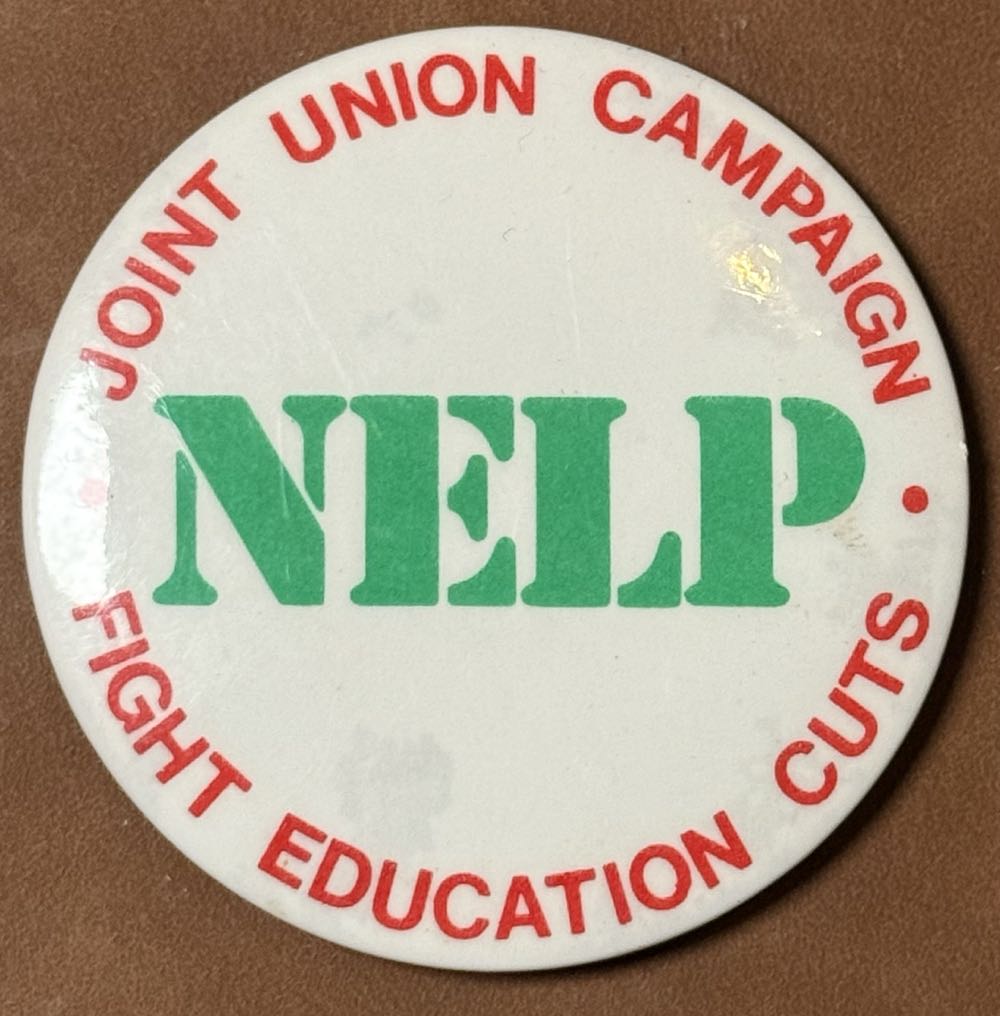 JOINT UNION CAMPAIGN
NELP
FIGHT EDUCATION CUTS